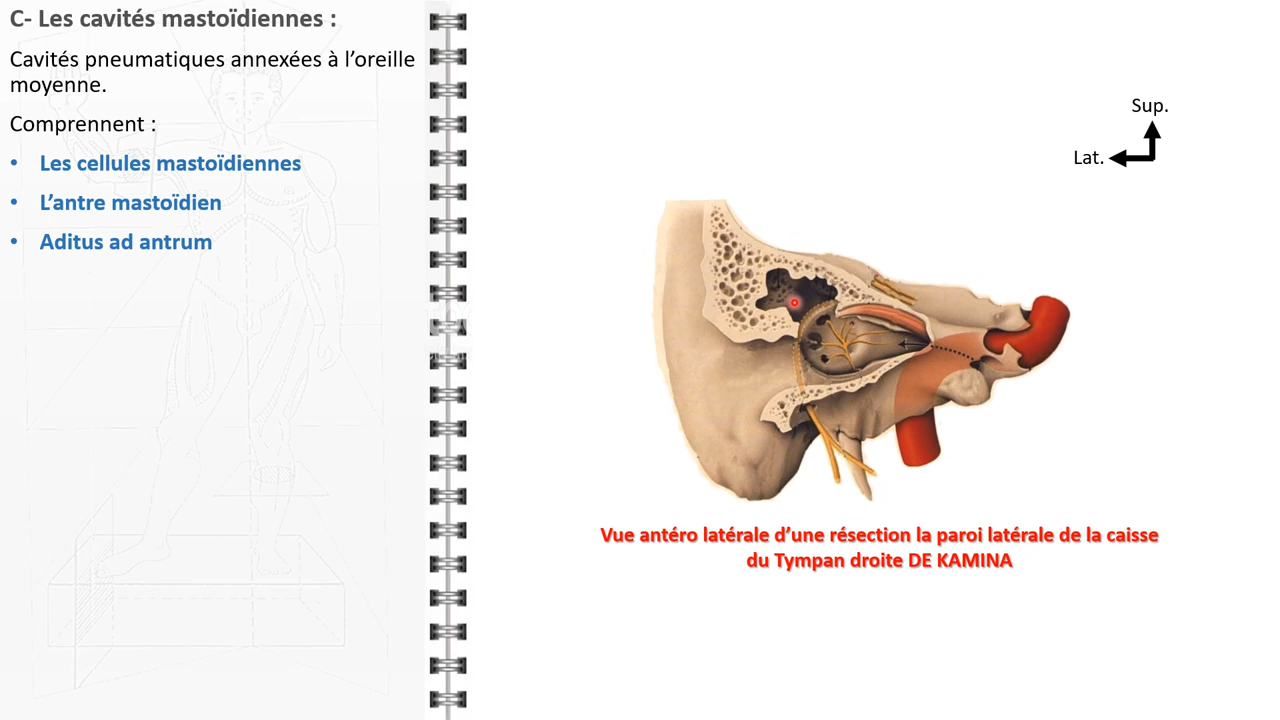 C- Les cavités mastoïdiennes :
Cavités pneumatiques annexées à l’oreille
moyenne.
Comprennent :
• Les cellules mastoïdiennes
• L’antre mastoïdien
• Aditus ad antrum
Sup.
Lat.
Vue antéro latérale d’une résection la paroi latérale de la caisse
du Tympan droite DE KAMINA